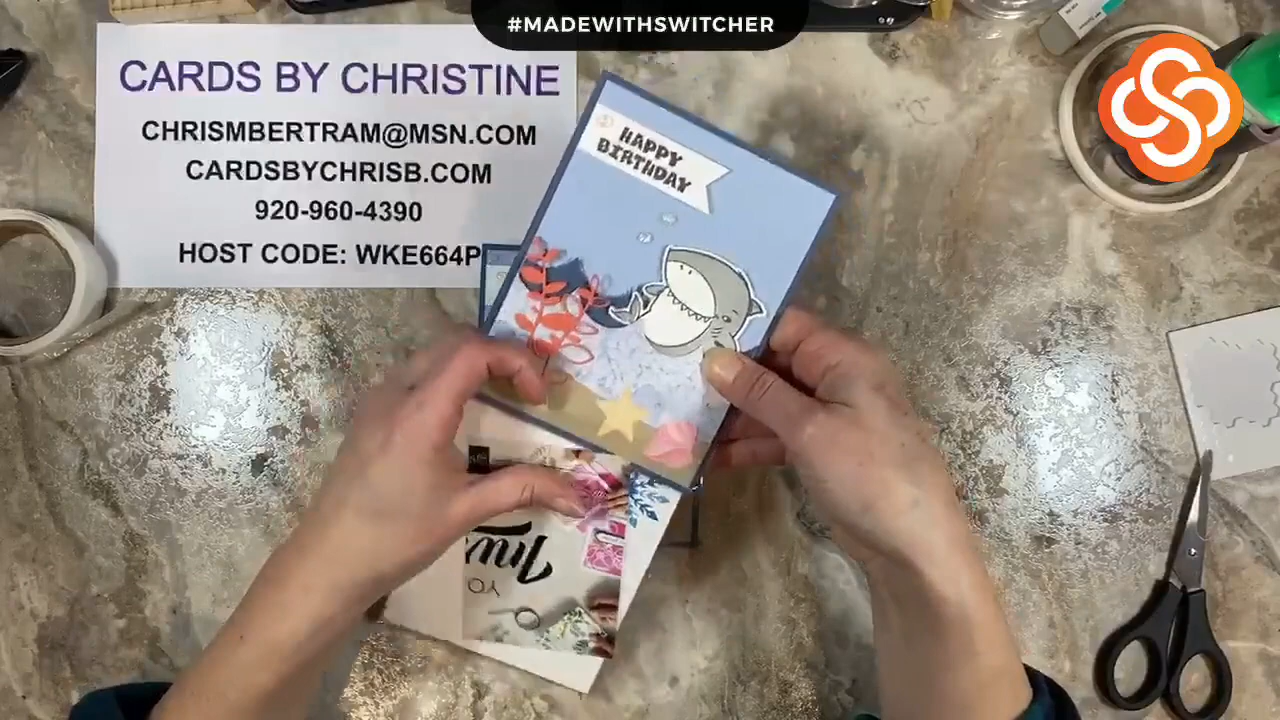 #MADEWITHSWITCHER
CARDS BY CHRISTINE
CHRISMBERTRAM@MSN.COM
CARDSBYCHRISB.COM
920-960-4390
HOST CODE: WKE664P
HAPPY
BIRTHDAY